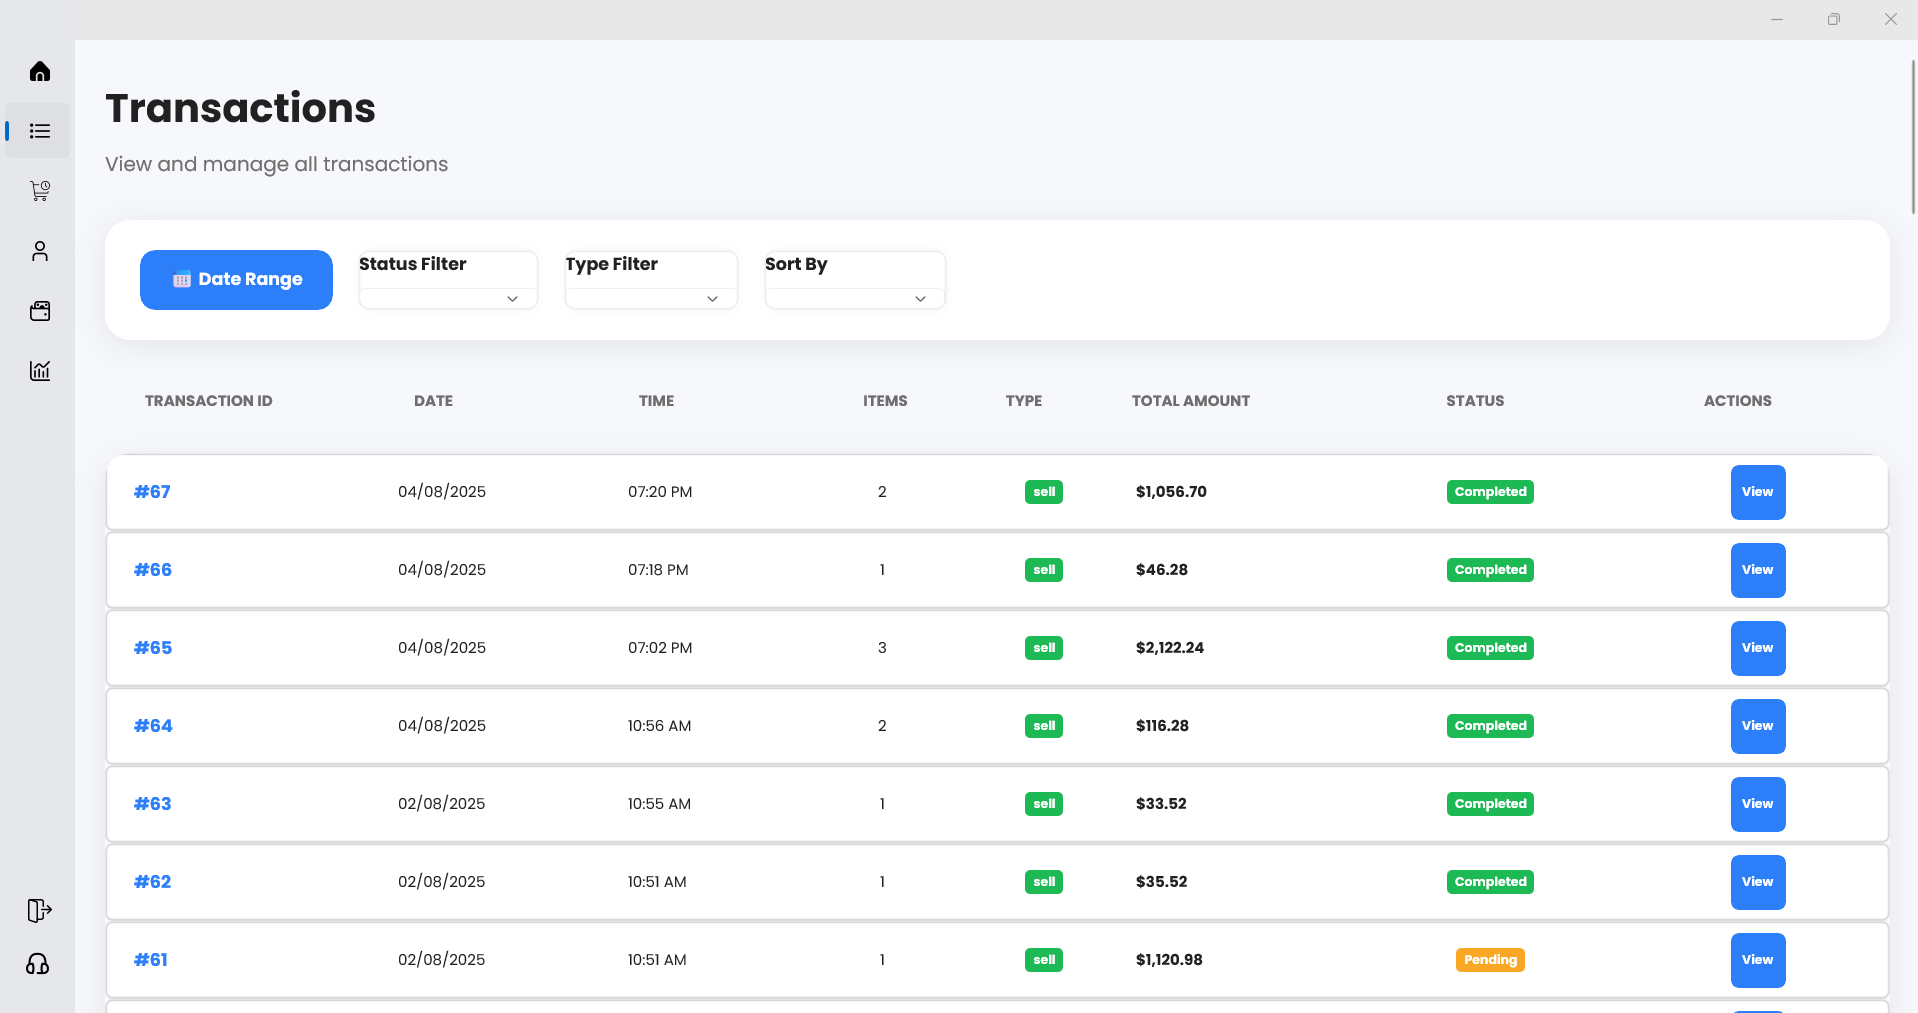 Transactions
View and manage all transactions
Date Range
Status Filter
Type Filter
Sort By
TRANSACTION ID DATE TIME ITEMS TYPE TOTAL AMOUNT STATUS ACTIONS
#67 04/08/2025 07:20 PM 2 sell $1,056.70 Completed View
#66 04/08/2025 07:18 PM 1 sell $46.28 Completed View
#65 04/08/2025 07:02 PM 3 sell $2,122.24 Completed View
#64 04/08/2025 10:56 AM 2 sell $116.28 Completed View
#63 02/08/2025 10:55 AM 1 sell $33.52 Completed View
#62 02/08/2025 10:51 AM 1 sell $35.52 Completed View
#61 02/08/2025 10:51 AM 1 sell $1,120.98 Pending View